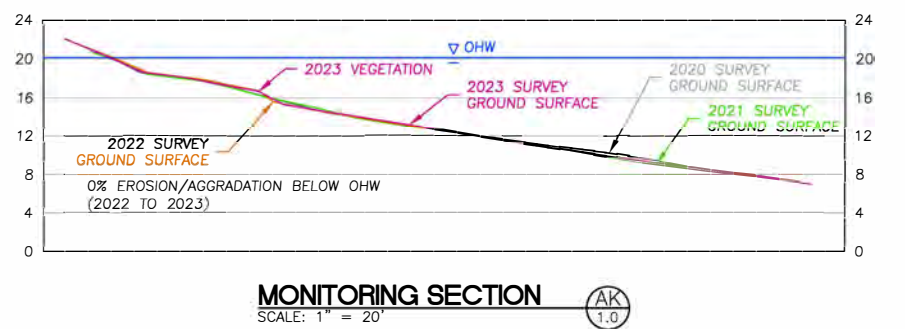 24
20
16
12
8
4
0
24
20
16
12
8
4
0
OHW
2023 VEGETATION
2023 SURVEY
GROUND SURFACE
2020 SURVEY
GROUND SURFACE
2021 SURVEY
GROUND SURFACE
2022 SURVEY
GROUND SURFACE
0% EROSION/AGGRADATION BELOW OHW
(2022 TO 2023)
MONITORING SECTION
SCALE: 1" = 20'
AK
1.0